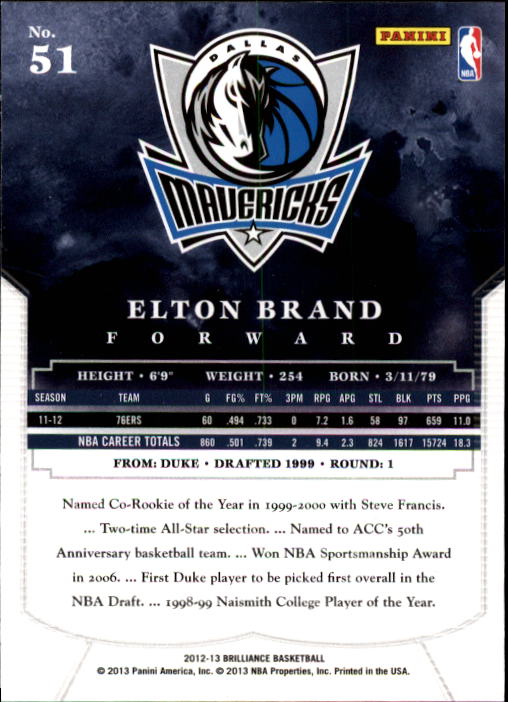 No.
51
PANINI
NBA
DALLAS
MAVERICKS
ELTON BRAND
FORWARD
HEIGHT • 6'9" WEIGHT • 254 BORN • 3/11/79
SEASON TEAM G FG% FT% 3PM RPG APG STL BLK PTS PPG
11-12 76ERS 60 .494 .733 0 7.2 1.6 58 97 659 11.0
NBA CAREER TOTALS 860 .501 .739 2 9.4 2.3 824 1617 15724 18.3
FROM: DUKE • DRAFTED 1999 • ROUND: 1
Named Co-Rookie of the Year in 1999-2000 with Steve Francis.
... Two-time All-Star selection. ... Named to ACC's 50th
Anniversary basketball team. ... Won NBA Sportsmanship Award
in 2006. ... First Duke player to be picked first overall in the
NBA Draft. ... 1998-99 Naismith College Player of the Year.
2012-13 BRILLIANCE BASKETBALL
© 2013 Panini America, Inc. © 2013 NBA Properties, Inc. Printed in the USA.